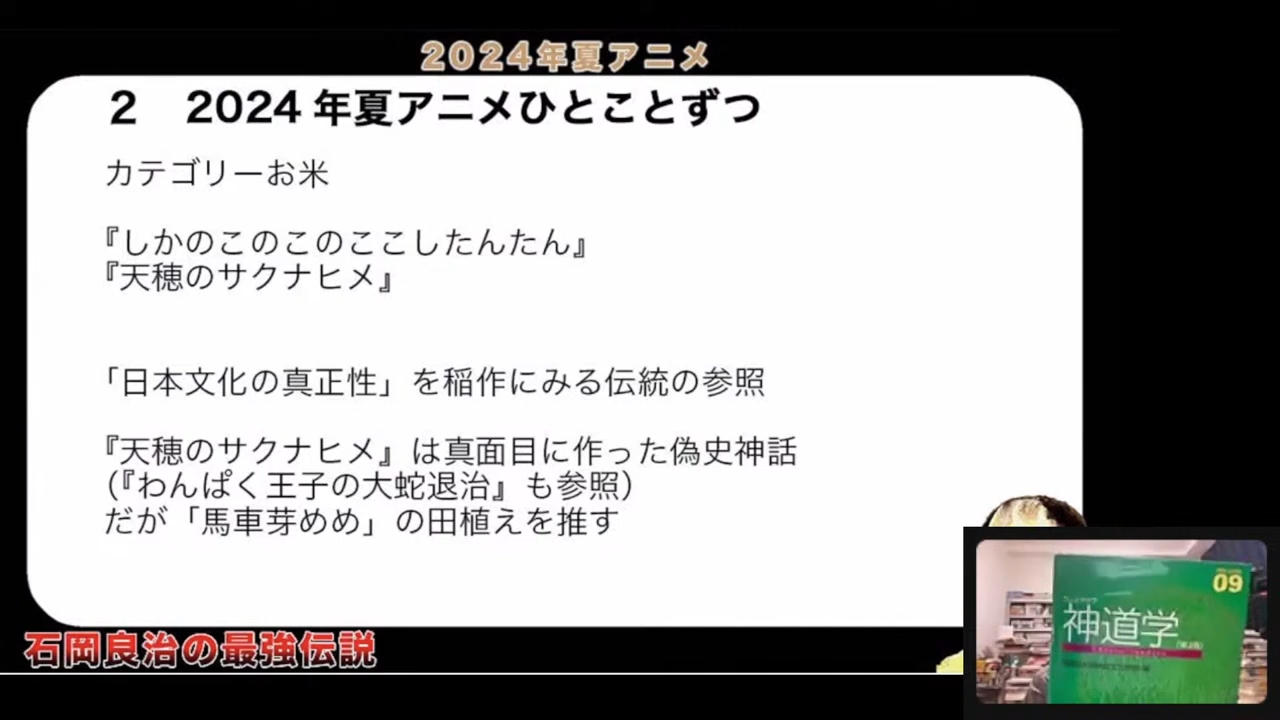 2024年夏アニメ
２　2024年夏アニメひとことずつ
カテゴリーお米
『しかのこのこのここしたんたん』
『天穂のサクナヒメ』
「日本文化の真正性」を稲作にみる伝統の参照
『天穂のサクナヒメ』は真面目に作った偽史神話
（『わんぱく王子の大蛇退治』も参照）
だが「馬車芽めめ」の田植えを推す
石岡良治の最強伝説
09
神道学